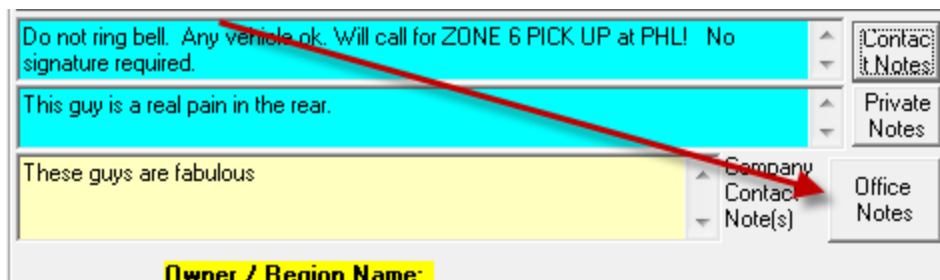 Do not ring bell. Any vehicle ok. Will call for ZONE 6 PICK UP at PHL! No
signature required.
Contac
t Notes
This guy is a real pain in the rear.
Private
Notes
These guys are fabulous
Company
Contact
Note(s)
Office
Notes
Owner / Region Name: